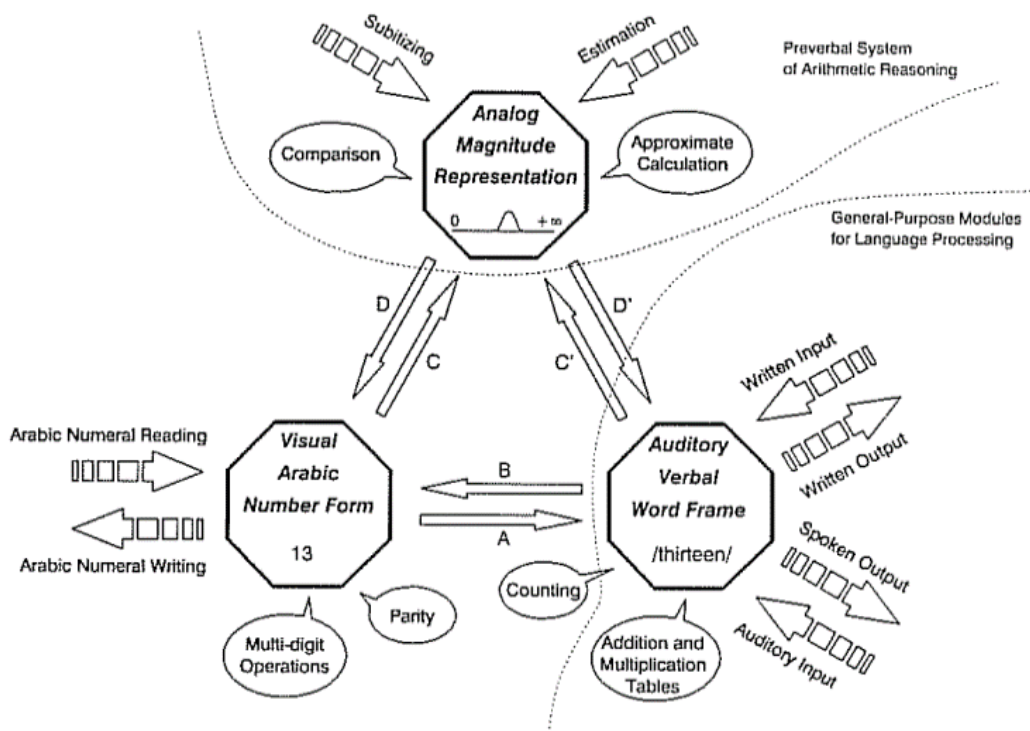 Subitizing
Estimation
Preverbal System
of Arithmetic Reasoning
Analog
Magnitude
Representation
0
+ ∞
Comparison
Approximate
Calculation
General-Purpose Modules
for Language Processing
D
C
D'
C'
Written Input
Written Output
Arabic Numeral Reading
Arabic Numeral Writing
Visual
Arabic
Number Form
13
B
A
Auditory
Verbal
Word Frame
/thirteen/
Spoken Output
Auditory Input
Counting
Parity
Multi-digit
Operations
Addition and
Multiplication
Tables